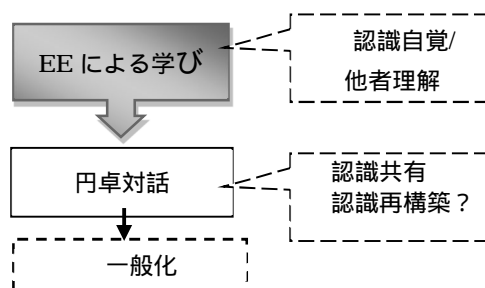 EE による学び
認識自覚/
他者理解
円卓対話
認識共有
認識再構築？
一般化